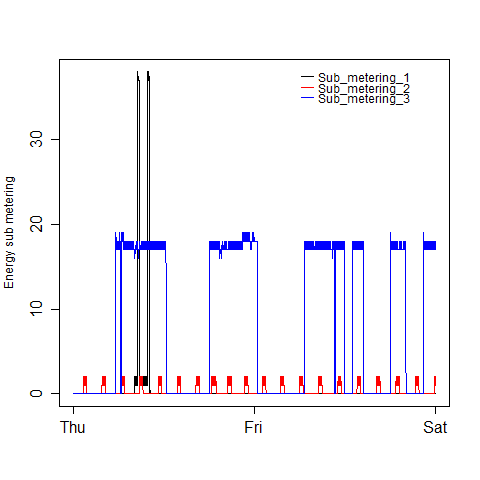 Sub_metering_1
Sub_metering_2
Sub_metering_3
Energy sub metering
30
20
10
0
Thu
Fri
Sat